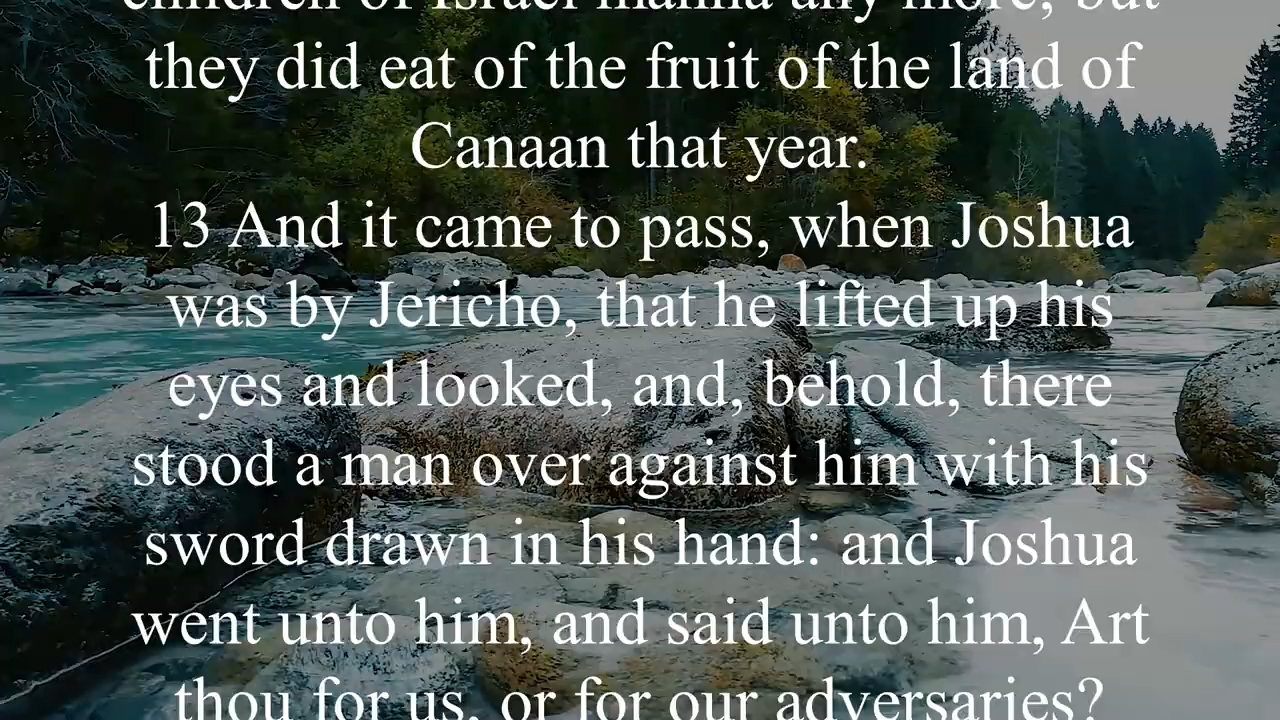 children of Israel manna any more; but
they did eat of the fruit of the land of
Canaan that year.
13 And it came to pass, when Joshua
was by Jericho, that he lifted up his
eyes and looked, and, behold, there
stood a man over against him with his
sword drawn in his hand: and Joshua
went unto him, and said unto him, Art
thou for us, or for our adversaries?